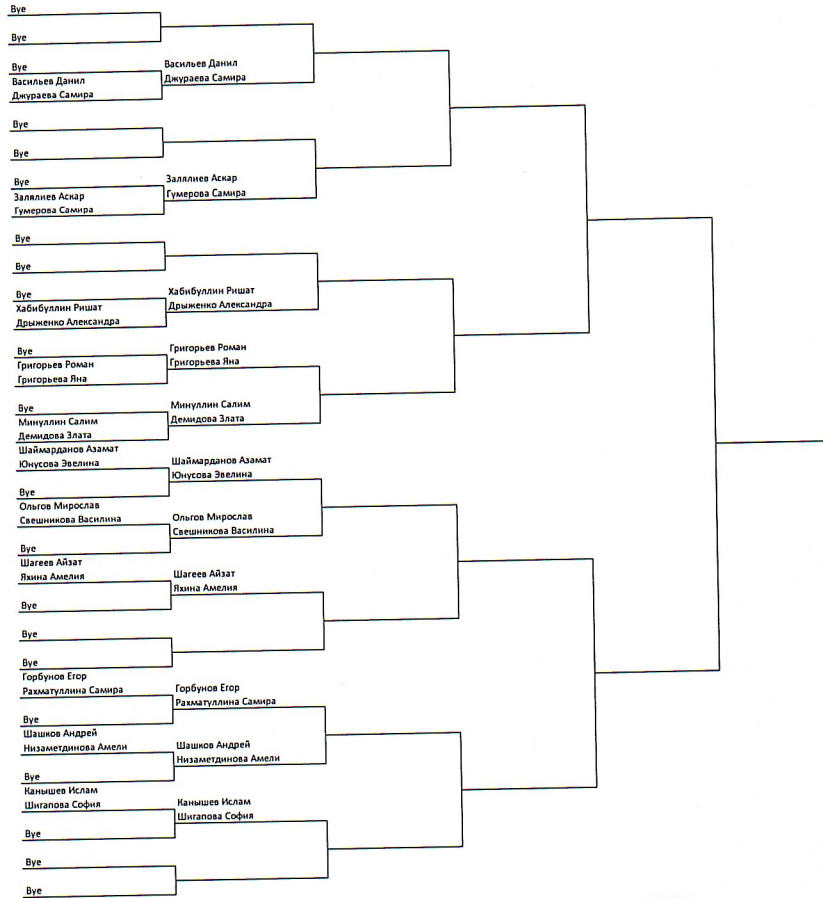 Bye
Bye
Bye
Васильев Данил
Джураева Самира
Васильев Данил
Джураева Самира
Bye
Bye
Bye
Залялиев Аскар
Гумерова Самира
Залялиев Аскар
Гумерова Самира
Bye
Bye
Bye
Хабибуллин Ришат
Дрыженко Александра
Хабибуллин Ришат
Дрыженко Александра
Bye
Григорьев Роман
Григорьева Яна
Григорьев Роман
Григорьева Яна
Bye
Минуллин Салим
Демидова Злата
Минуллин Салим
Демидова Злата
Шаймарданов Азамат
Юнусова Эвелина
Bye
Шаймарданов Азамат
Юнусова Эвелина
Ольгов Мирослав
Свешникова Василина
Bye
Ольгов Мирослав
Свешникова Василина
Шагеев Айзат
Яхина Амелия
Bye
Шагеев Айзат
Яхина Амелия
Bye
Bye
Горбунов Егор
Рахматуллина Самира
Bye
Горбунов Егор
Рахматуллина Самира
Шашков Андрей
Низаметдинова Амели
Bye
Шашков Андрей
Низаметдинова Амели
Канышев Ислам
Шигапова София
Bye
Канышев Ислам
Шигапова София
Bye
Bye